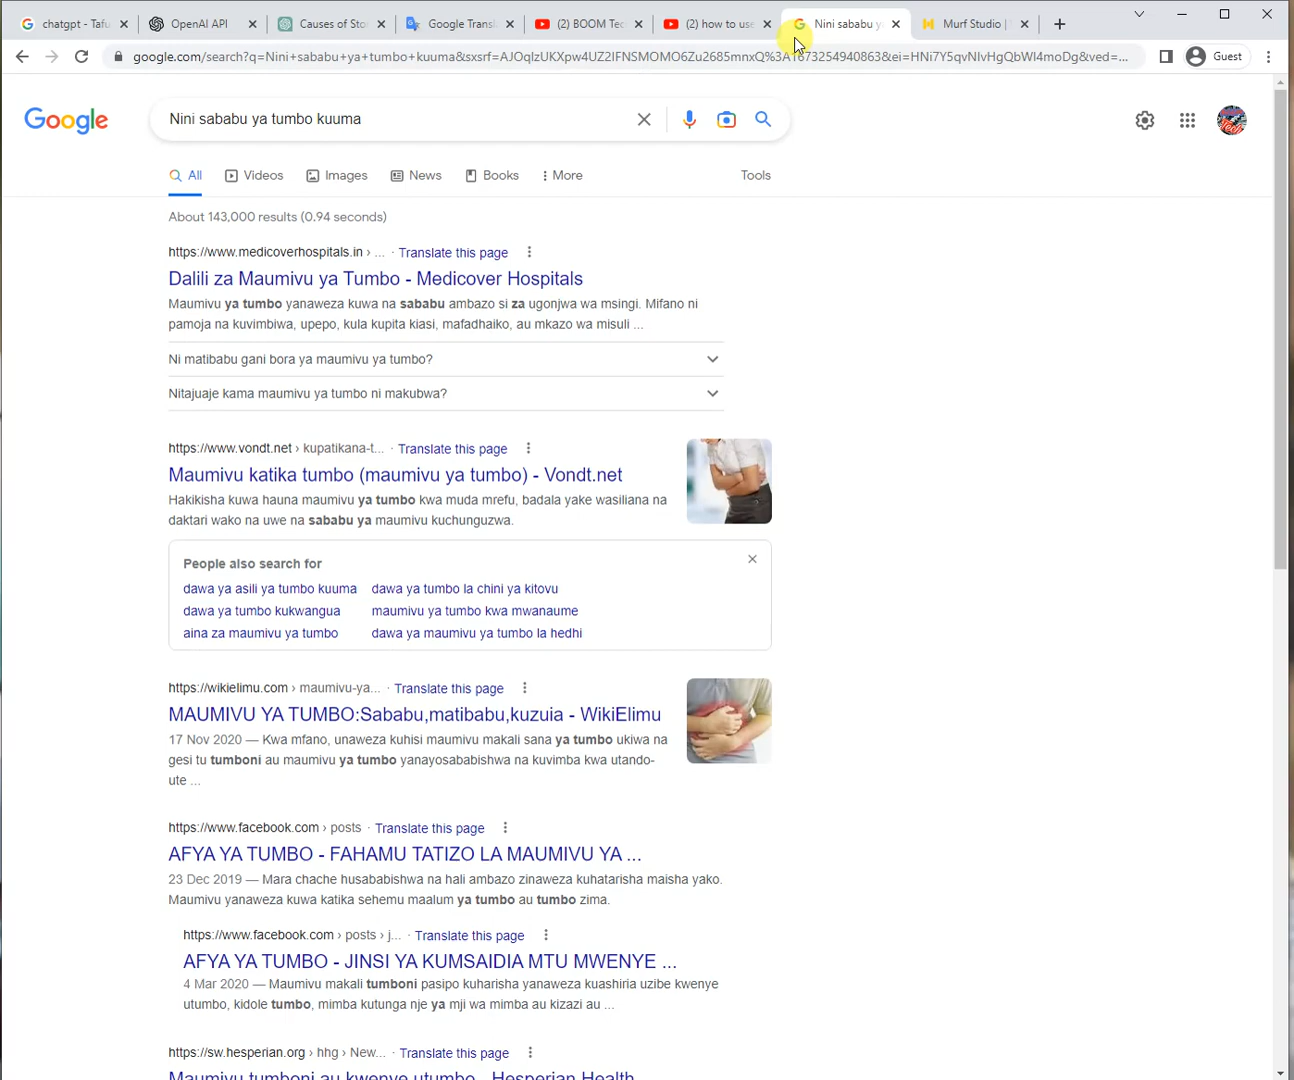 chatgpt - Tafu
OpenAI API
Causes of Sto
Google Transl
(2) BOOM Tec
(2) how to use
Nini sababu ya
Murf Studio |
google.com/search?q=Nini+sababu+ya+tumbo+kuuma&sxsrf=AJOqlzUKXpw4UZ2IFNSMOMO6Zu2685mnxQ%3A1673254940863&ei=HNi7Y5qvNIvHgQbWl4moDg&ved=...
Guest
Google
Nini sababu ya tumbo kuuma
All
Videos
Images
News
Books
More
Tools
About 143,000 results (0.94 seconds)
https://www.medicoverhospitals.in › ... · Translate this page
Dalili za Maumivu ya Tumbo - Medicover Hospitals
Maumivu ya tumbo yanaweza kuwa na sababu ambazo si za ugonjwa wa msingi. Mifano ni
pamoja na kuvimbiwa, upepo, kula kupita kiasi, mafadhaiko, au mkazo wa misuli ...
Ni matibabu gani bora ya maumivu ya tumbo?
Nitajuaje kama maumivu ya tumbo ni makubwa?
https://www.vondt.net › kupatikana-t... · Translate this page
Maumivu katika tumbo (maumivu ya tumbo) - Vondt.net
Hakikisha kuwa hauna maumivu ya tumbo kwa muda mrefu, badala yake wasiliana na
daktari wako na uwe na sababu ya maumivu kuchunguzwa.
People also search for
dawa ya asili ya tumbo kuuma
dawa ya tumbo la chini ya kitovu
dawa ya tumbo kukwangua
maumivu ya tumbo kwa mwanaume
aina za maumivu ya tumbo
dawa ya maumivu ya tumbo la hedhi
https://wikielimu.com › maumivu-ya... · Translate this page
MAUMIVU YA TUMBO:Sababu,matibabu,kuzuia - WikiElimu
17 Nov 2020 — Kwa mfano, unaweza kuhisi maumivu makali sana ya tumbo ukiwa na
gesi tu tumboni au maumivu ya tumbo yanayosababishwa na kuvimba kwa utando-
ute ...
https://www.facebook.com › posts · Translate this page
AFYA YA TUMBO - FAHAMU TATIZO LA MAUMIVU YA ...
23 Dec 2019 — Mara chache husababishwa na hali ambazo zinaweza kuhatarisha maisha yako.
Maumivu yanaweza kuwa katika sehemu maalum ya tumbo au tumbo zima.
https://www.facebook.com › posts › j... · Translate this page
AFYA YA TUMBO - JINSI YA KUMSAIDIA MTU MWENYE ...
4 Mar 2020 — Maumivu makali tumboni pasipo kuharisha yanaweza kuashiria uzibe kwenye
utumbo, kidole tumbo, mimba kutunga nje ya mji wa mimba au kizazi au ...
https://sw.hesperian.org › hhg › New... · Translate this page
Maumivu tumboni au kwenye utumbo - Hesperian Health